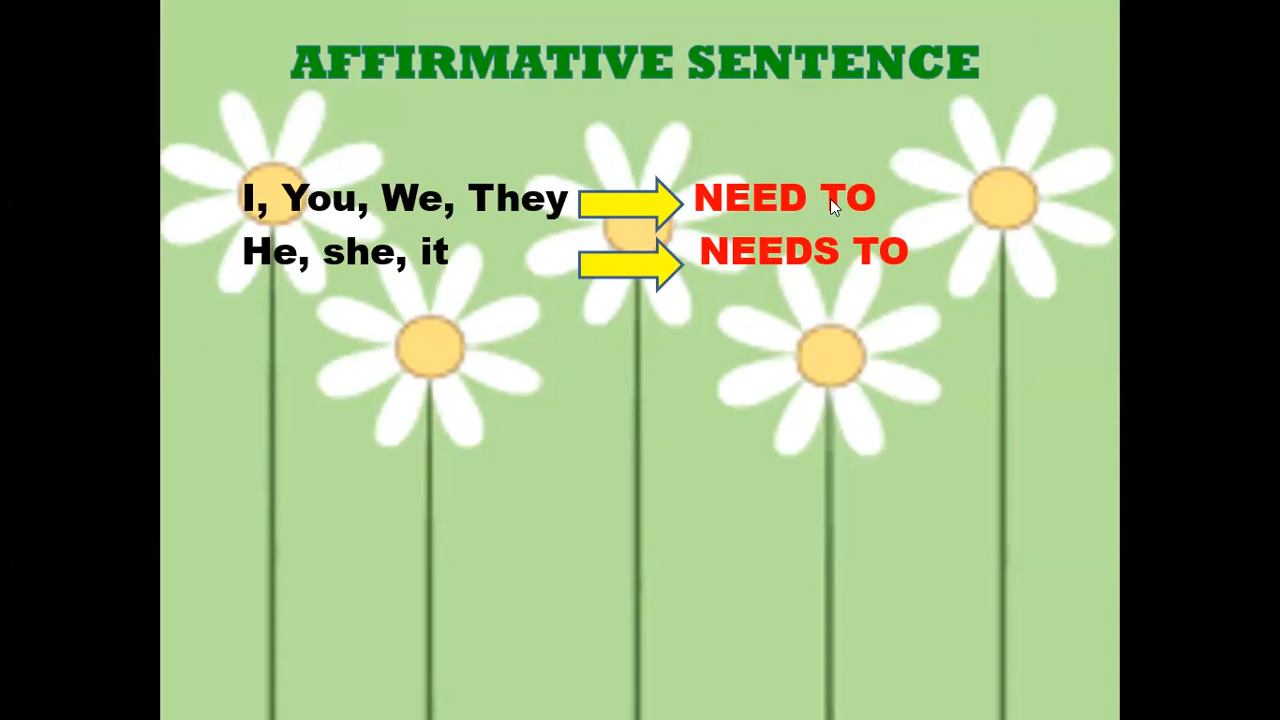 AFFIRMATIVE SENTENCE
I, You, We, They NEED TO
He, she, it NEEDS TO